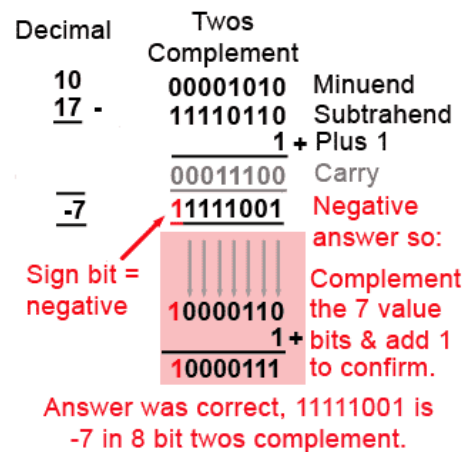 Decimal
Twos
Complement
10 00001010 Minuend
17 - 11110110 Subtrahend
1 + Plus 1
00011100 Carry
-7 11111001 Negative
answer so:
Sign bit =
negative
Complement
10000110 the 7 value
1 + bits & add 1
10000111 to confirm.
Answer was correct, 11111001 is
-7 in 8 bit twos complement.